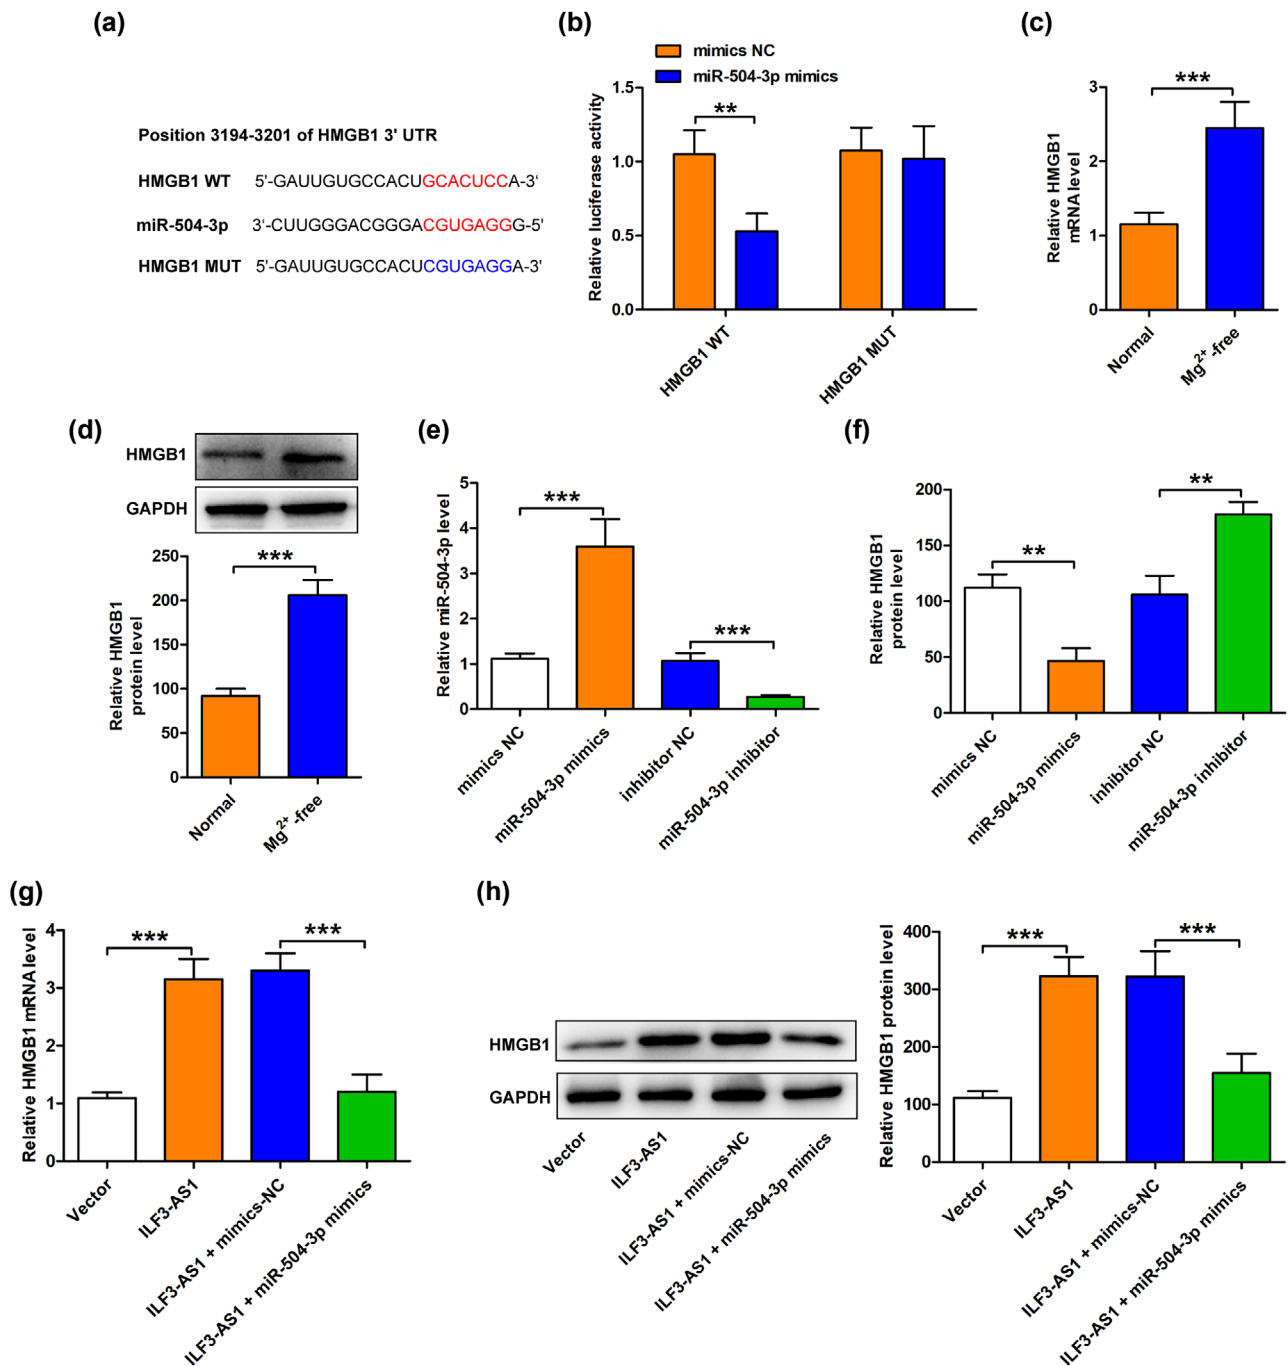 (a)
Position 3194-3201 of HMGB1 3' UTR
HMGB1 WT 5'-GAUUGUGCCACUGCACUCCA-3'
miR-504-3p 3'-CUUGGGACGGGACGUGAGGG-5'
HMGB1 MUT 5'-GAUUGUGCCACUCGUGAGGA-3'
(b)
mimics NC
miR-504-3p mimics
Relative luciferase activity
1.5
1.0
0.5
0.0
**
HMGB1 WT
HMGB1 MUT
(c)
Relative HMGB1
mRNA level
3
2
1
0
***
Normal
Mg2+ -free
(d)
HMGB1
GAPDH
Relative HMGB1
protein level
250
200
150
100
50
0
***
Normal
Mg2+ -free
(e)
Relative miR-504-3p level
5
4
3
2
1
0
***
***
mimics NC
miR-504-3p mimics
inhibitor NC
miR-504-3p inhibitor
(f)
Relative HMGB1
protein level
200
150
100
50
0
**
**
mimics NC
miR-504-3p mimics
inhibitor NC
miR-504-3p inhibitor
(g)
Relative HMGB1 mRNA level
4
3
2
1
0
***
***
Vector
ILF3-AS1
ILF3-AS1 + mimics-NC
ILF3-AS1 + miR-504-3p mimics
(h)
HMGB1
GAPDH
Vector
ILF3-AS1
ILF3-AS1 + mimics-NC
ILF3-AS1 + miR-504-3p mimics
Relative HMGB1 protein level
400
300
200
100
0
***
***
Vector
ILF3-AS1
ILF3-AS1 + mimics-NC
ILF3-AS1 + miR-504-3p mimics